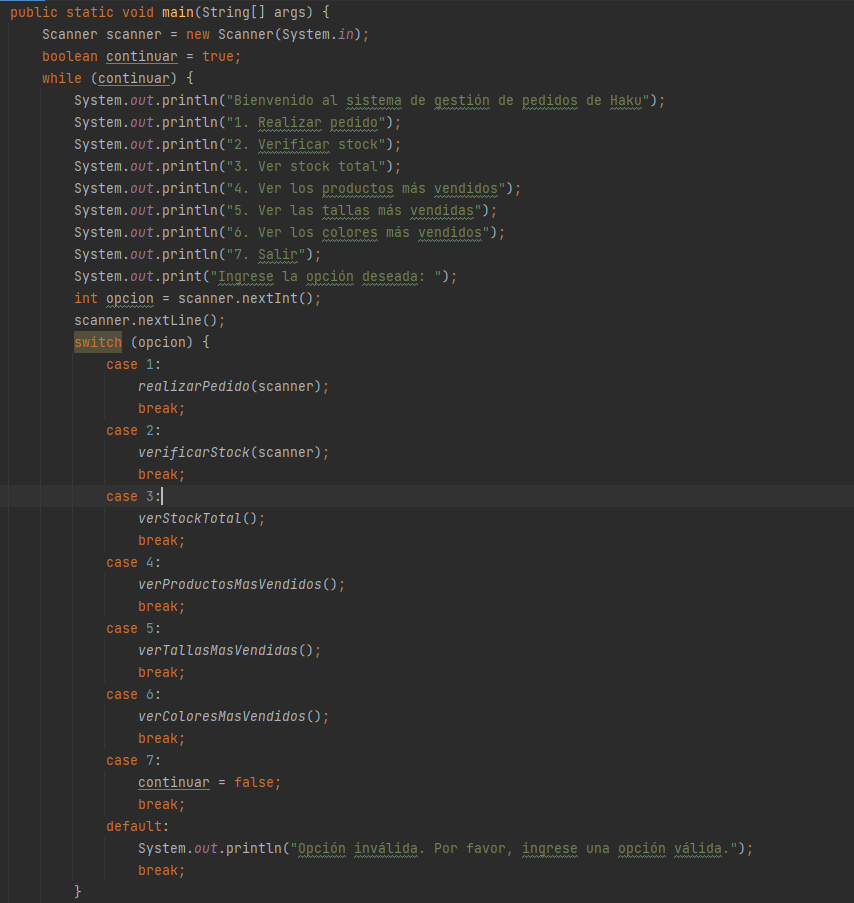 public static void main(String[] args) {
    Scanner scanner = new Scanner(System.in);
    boolean continuar = true;
    while (continuar) {
        System.out.println("Bienvenido al sistema de gestión de pedidos de Haku");
        System.out.println("1. Realizar pedido");
        System.out.println("2. Verificar stock");
        System.out.println("3. Ver stock total");
        System.out.println("4. Ver los productos más vendidos");
        System.out.println("5. Ver las tallas más vendidas");
        System.out.println("6. Ver los colores más vendidos");
        System.out.println("7. Salir");
        System.out.print("Ingrese la opción deseada: ");
        int opcion = scanner.nextInt();
        scanner.nextLine();
        switch (opcion) {
            case 1:
                realizarPedido(scanner);
                break;
            case 2:
                verificarStock(scanner);
                break;
            case 3:
                verStockTotal();
                break;
            case 4:
                verProductosMasVendidos();
                break;
            case 5:
                verTallasMasVendidas();
                break;
            case 6:
                verColoresMasVendidos();
                break;
            case 7:
                continuar = false;
                break;
            default:
                System.out.println("Opción inválida. Por favor, ingrese una opción válida.");
                break;
        }